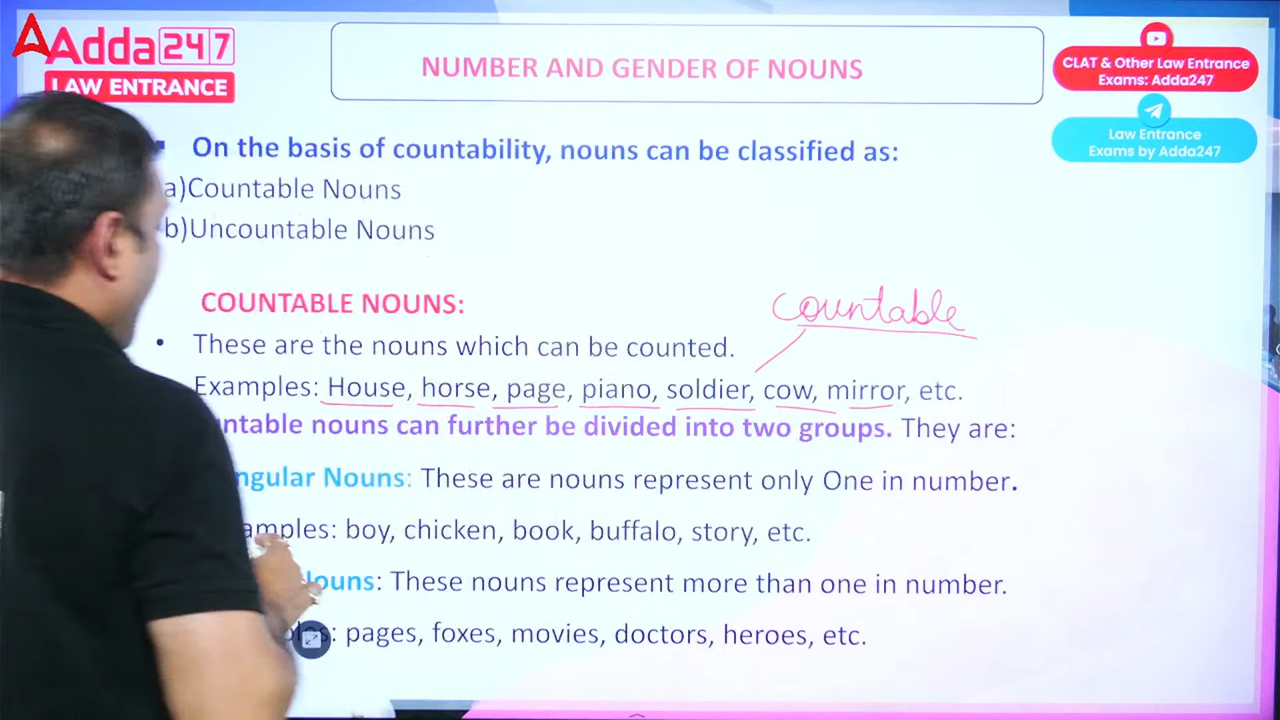 Adda247
LAW ENTRANCE
NUMBER AND GENDER OF NOUNS
CLAT & Other Law Entrance
Exams: Adda247
Law Entrance
Exams by Adda247
On the basis of countability, nouns can be classified as:
a)Countable Nouns
b)Uncountable Nouns
COUNTABLE NOUNS:
countable
• These are the nouns which can be counted.
Examples: House, horse, page, piano, soldier, cow, mirror, etc.
nouns can further be divided into two groups. They are:
Nouns: These are nouns represent only One in number.
boy, chicken, book, buffalo, story, etc.
These nouns represent more than one in number.
pages, foxes, movies, doctors, heroes, etc.